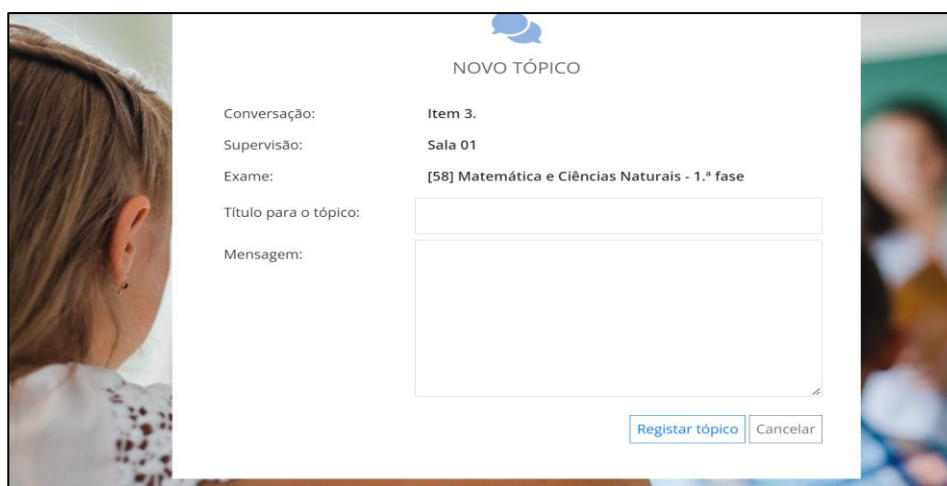 NOVO TÓPICO
Conversação: Item 3.
Supervisão: Sala 01
Exame: [58] Matemática e Ciências Naturais - 1.ª fase
Título para o tópico:
Mensagem:
Registar tópico Cancelar